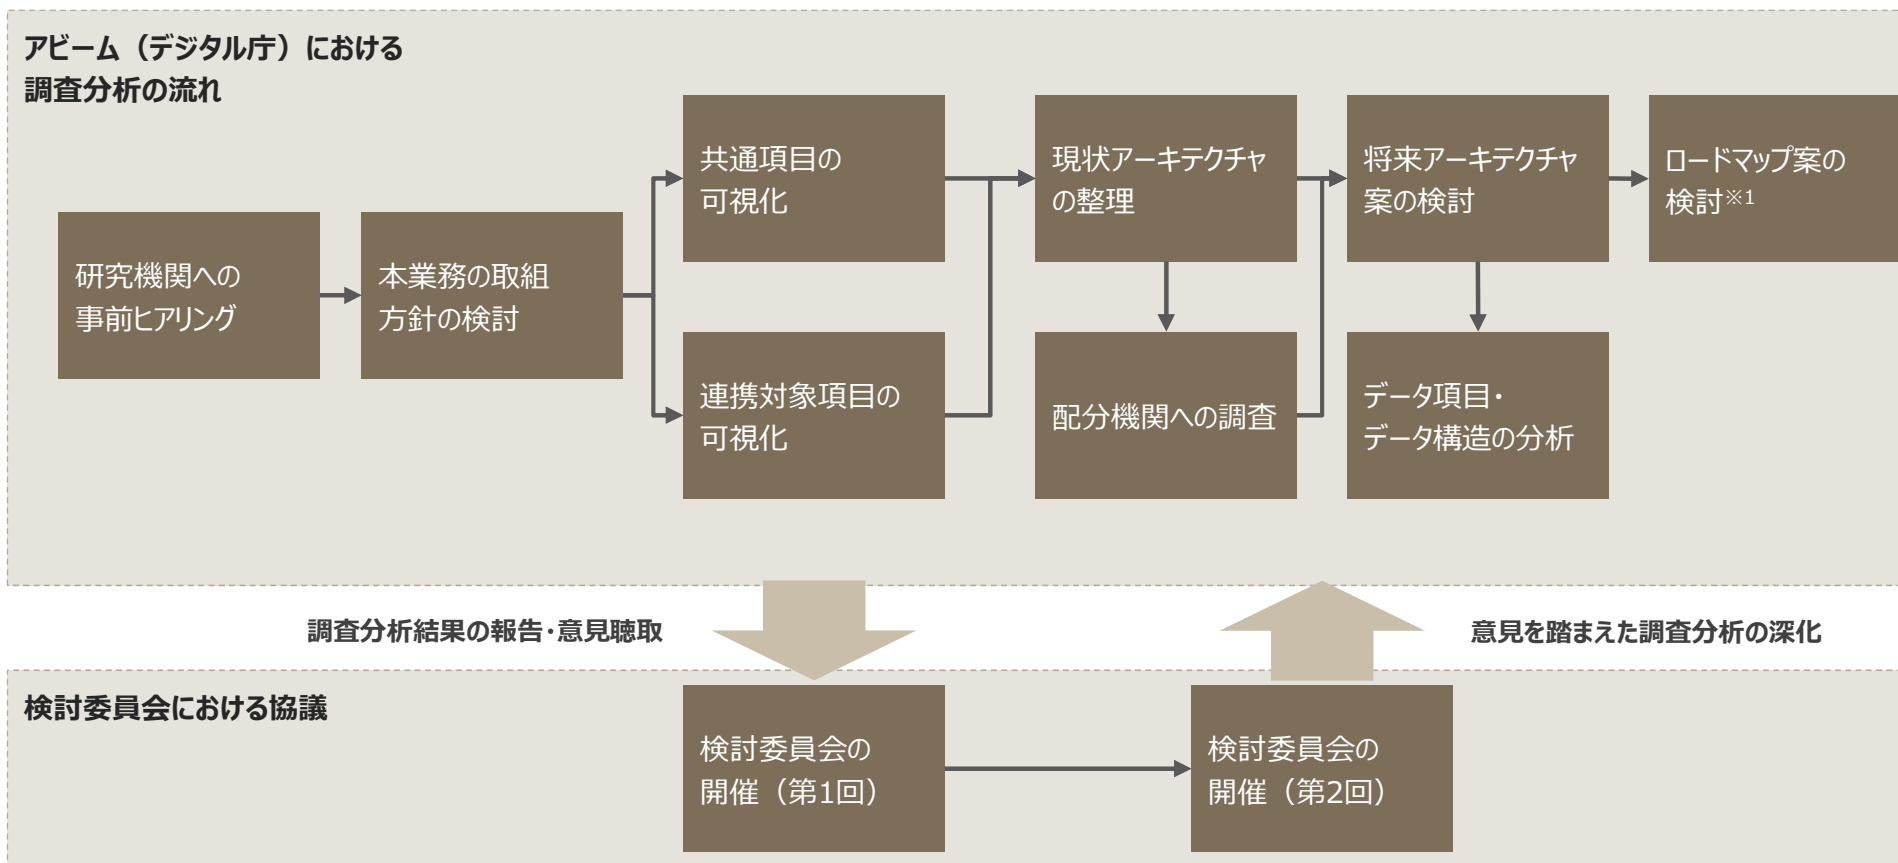 アビーム（デジタル庁）における
調査分析の流れ
研究機関への
事前ヒアリング
本業務の取組
方針の検討
共通項目の
可視化
連携対象項目の
可視化
現状アーキテクチャ
の整理
配分機関への調査
将来アーキテクチャ
案の検討
データ項目・
データ構造の分析
ロードマップ案の
検討※1
調査分析結果の報告・意見聴取
意見を踏まえた調査分析の深化
検討委員会における協議
検討委員会の
開催（第1回）
検討委員会の
開催（第2回）